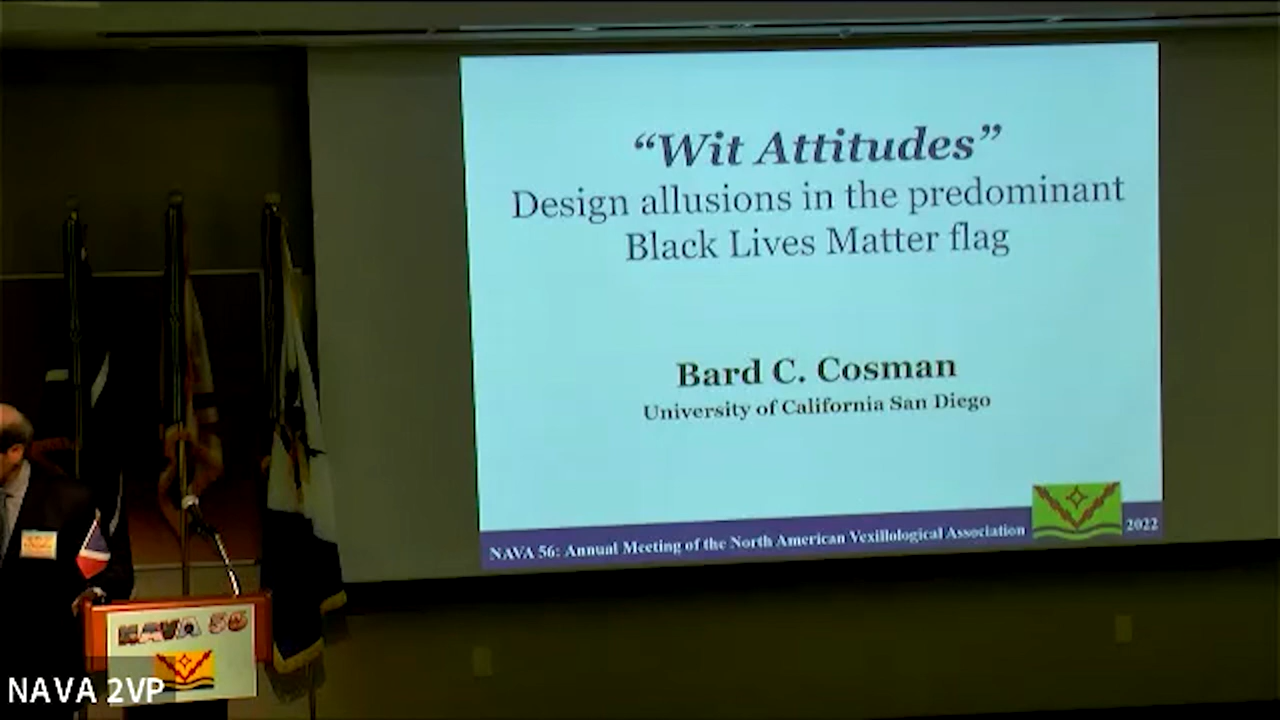 “Wit Attitudes”
Design allusions in the predominant
Black Lives Matter flag
Bard C. Cosman
University of California San Diego
NAVA 56: Annual Meeting of the North American Vexillological Association
2022
NAVA 56
NAVA 2VP